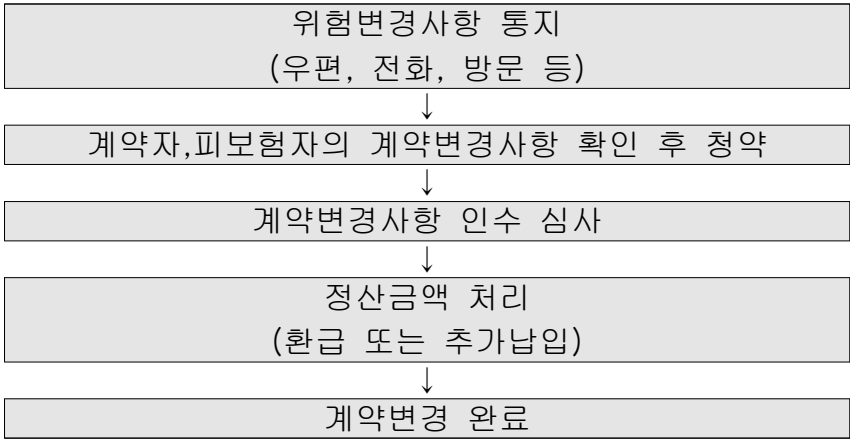 위험변경사항 통지
(우편, 전화, 방문 등)
↓
계약자,피보험자의 계약변경사항 확인 후 청약
↓
계약변경사항 인수 심사
↓
정산금액 처리
(환급 또는 추가납입)
↓
계약변경 완료